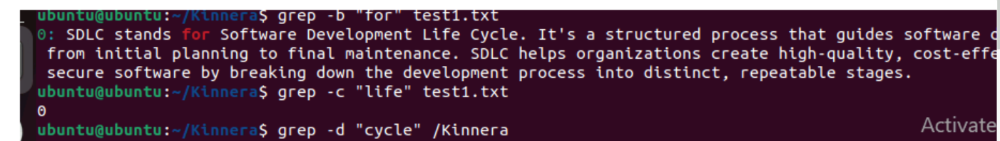 ubuntu@ubuntu:~/Kinnera$ grep -b "for" test1.txt
0: SDLC stands for Software Development Life Cycle. It's a structured process that guides software
from initial planning to final maintenance. SDLC helps organizations create high-quality,
secure software by breaking down the development process into distinct, repeatable stages.
ubuntu@ubuntu:~/Kinnera$ grep -c "life" test1.txt
0
ubuntu@ubuntu:~/Kinnera$ grep -d "cycle" /Kinnera
Activate